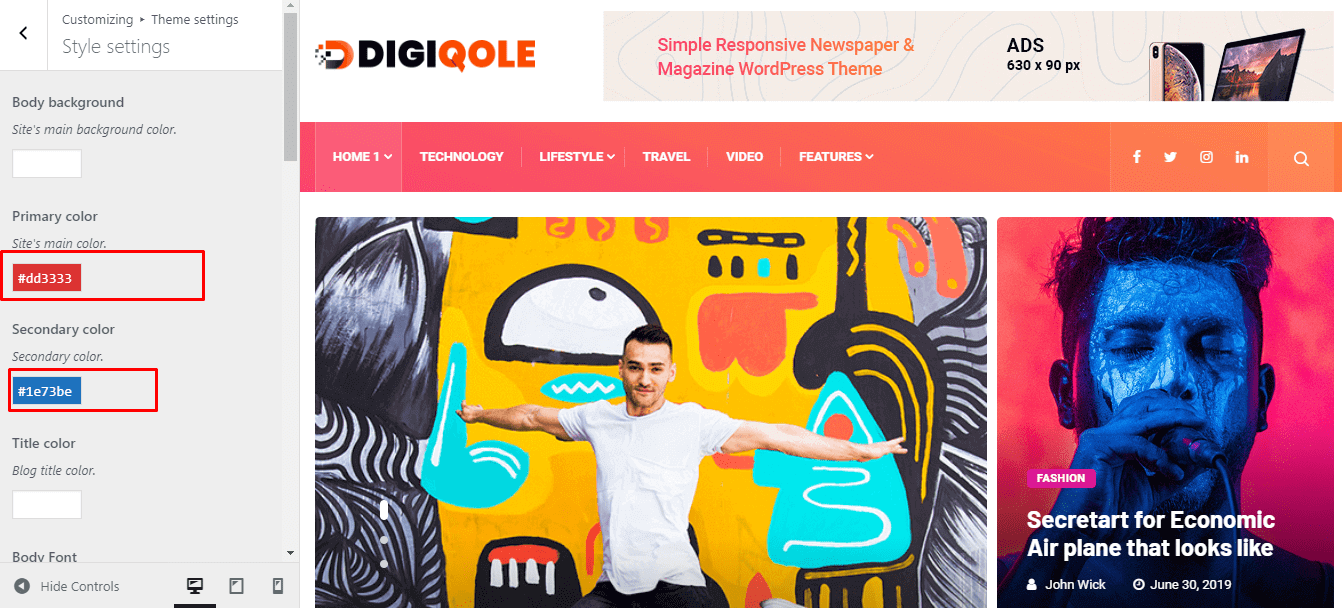 Customizing ▸ Theme settings
Style settings
Body background
Site's main background color.
Primary color
Site's main color.
#dd3333
Secondary color
Secondary color.
#1e73be
Title color
Blog title color.
Body Font
Hide Controls
DIGIQOLE
Simple Responsive Newspaper &
Magazine WordPress Theme
ADS
630 x 90 px
HOME 1 TECHNOLOGY LIFESTYLE TRAVEL VIDEO FEATURES
FASHION
Secretart for Economic
Air plane that looks like
John Wick June 30, 2019